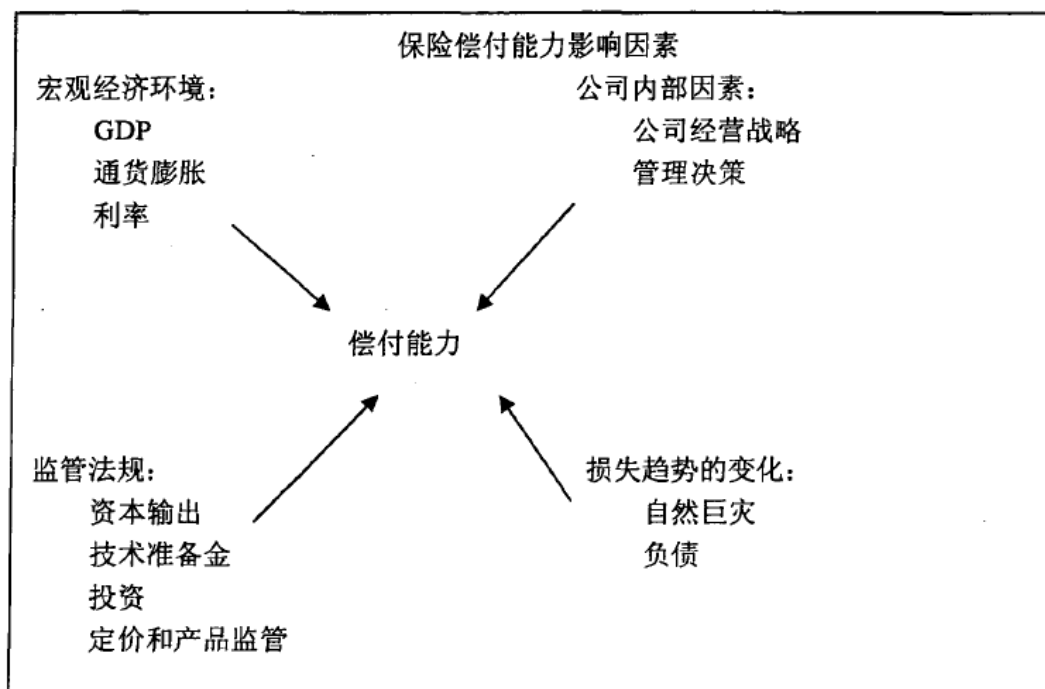 保险偿付能力影响因素
宏观经济环境：
GDP
通货膨胀
利率
公司内部因素：
公司经营战略
管理决策
偿付能力
监管法规：
资本输出
技术准备金
投资
定价和产品监管
损失趋势的变化：
自然巨灾
负债